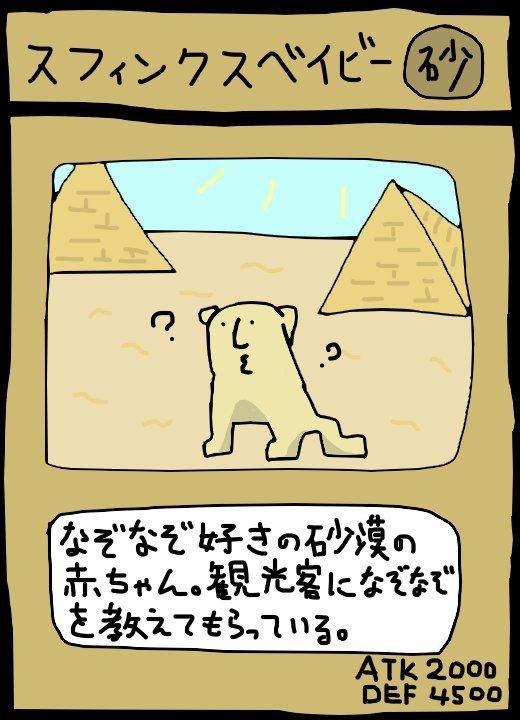 スフィンクスベイビー 砂
?
?
なぞなぞ好きの砂漠の
赤ちゃん。観光客になぞなぞ
を教えてもらっている。
ATK 2000
DEF 4500